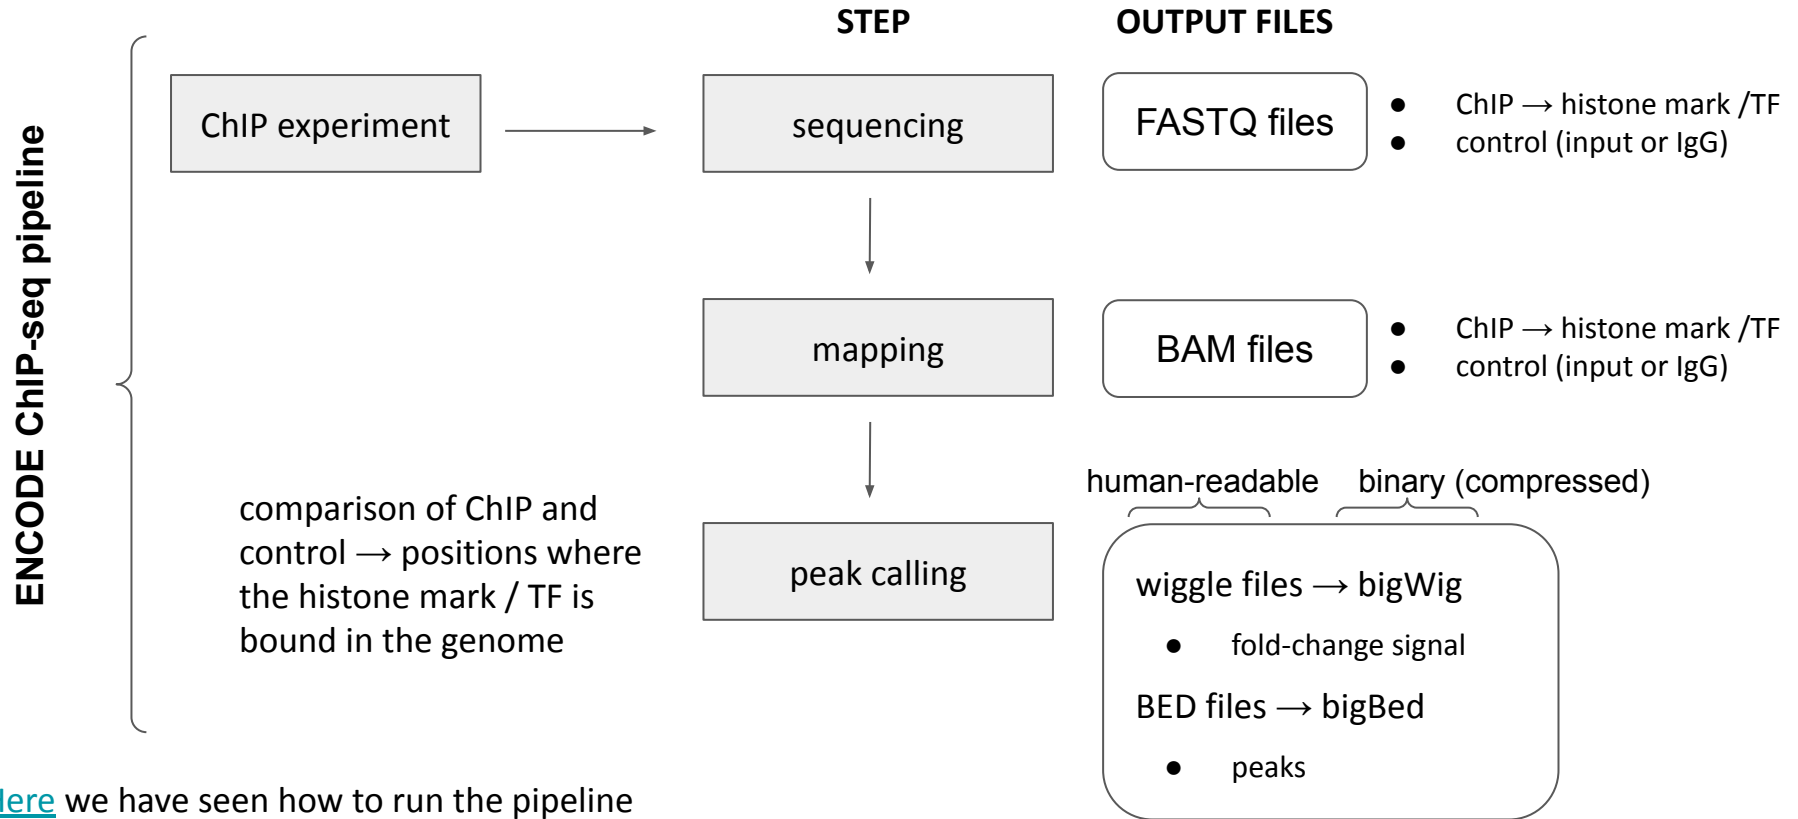 STEP
OUTPUT FILES
ENCODE ChIP-seq pipeline
ChIP experiment
sequencing
FASTQ files
● ChIP → histone mark /TF
● control (input or IgG)
mapping
BAM files
● ChIP → histone mark /TF
● control (input or IgG)
comparison of ChIP and
control → positions where
the histone mark / TF is
bound in the genome
peak calling
human-readable
binary (compressed)
wiggle files → bigWig
● fold-change signal
BED files → bigBed
● peaks
Here we have seen how to run the pipeline